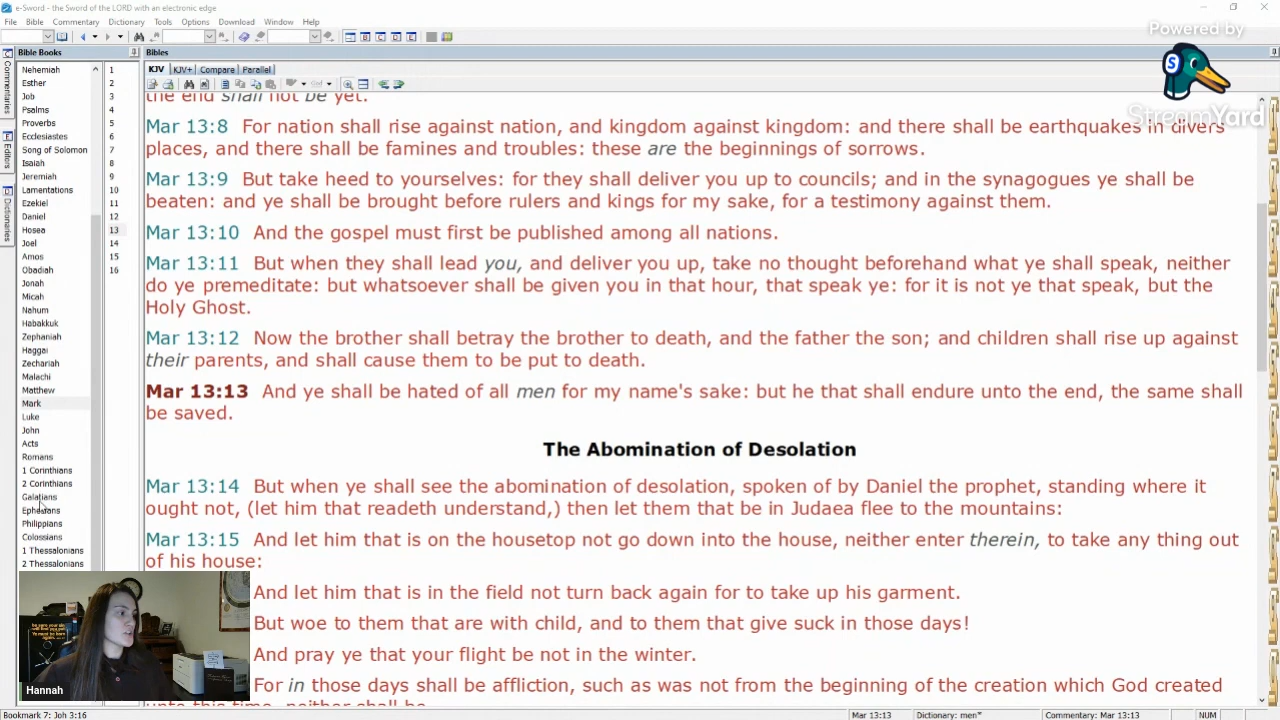 e-Sword - the Sword of the LORD with an electronic edge
File Bible Commentary Dictionary Tools Options Download Window Help
Powered by
StreamYard
Bible Books
Bibles
Commentaries
Editors
Dictionaries
Nehemiah 1
Esther 2
Job 3
Psalms 4
Proverbs 5
Ecclesiastes 6
Song of Solomon 7
Isaiah 8
Jeremiah 9
Lamentations 10
Ezekiel 11
Daniel 12
Hosea 13
Joel 14
Amos 15
Obadiah 16
Jonah
Micah
Nahum
Habakkuk
Zephaniah
Haggai
Zechariah
Malachi
Matthew
Mark
Luke
John
Acts
Romans
1 Corinthians
2 Corinthians
Galatians
Ephesians
Philippians
Colossians
1 Thessalonians
2 Thessalonians
KJV KJV+ Compare Parallel
the end shall not be yet.
Mar 13:8 For nation shall rise against nation, and kingdom against kingdom: and there shall be earthquakes in divers
places, and there shall be famines and troubles: these are the beginnings of sorrows.
Mar 13:9 But take heed to yourselves: for they shall deliver you up to councils; and in the synagogues ye shall be
beaten: and ye shall be brought before rulers and kings for my sake, for a testimony against them.
Mar 13:10 And the gospel must first be published among all nations.
Mar 13:11 But when they shall lead you, and deliver you up, take no thought beforehand what ye shall speak, neither
do ye premeditate: but whatsoever shall be given you in that hour, that speak ye: for it is not ye that speak, but the
Holy Ghost.
Mar 13:12 Now the brother shall betray the brother to death, and the father the son; and children shall rise up against
their parents, and shall cause them to be put to death.
Mar 13:13 And ye shall be hated of all men for my name's sake: but he that shall endure unto the end, the same shall
be saved.
The Abomination of Desolation
Mar 13:14 But when ye shall see the abomination of desolation, spoken of by Daniel the prophet, standing where it
ought not, (let him that readeth understand,) then let them that be in Judaea flee to the mountains:
Mar 13:15 And let him that is on the housetop not go down into the house, neither enter therein, to take any thing out
of his house:
And let him that is in the field not turn back again for to take up his garment.
But woe to them that are with child, and to them that give suck in those days!
And pray ye that your flight be not in the winter.
For in those days shall be affliction, such as was not from the beginning of the creation which God created
unto this time, neither shall be.
Hannah
Bookmark 7: Joh 3:16
Mar 13:13
Dictionary: men*
Commentary: Mar 13:13
NUM